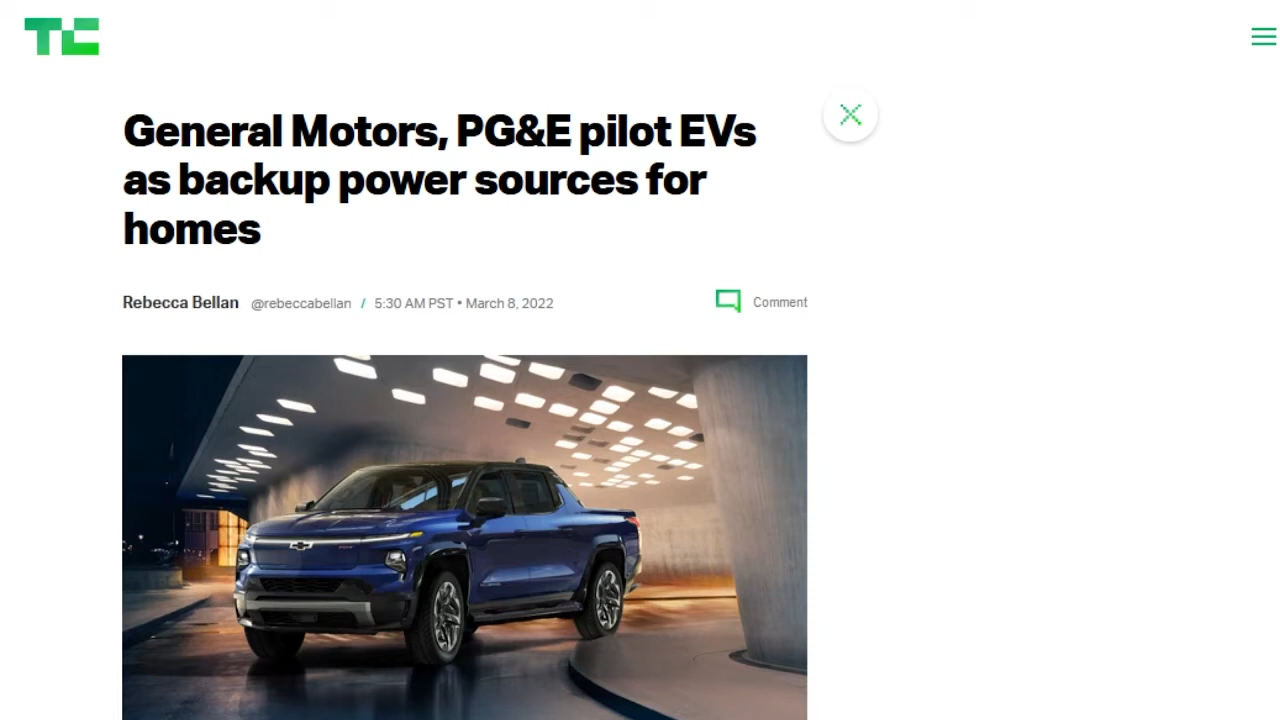 TC
General Motors, PG&E pilot EVs
as backup power sources for
homes
Rebecca Bellan @rebeccabellan / 5:30 AM PST • March 8, 2022
Comment